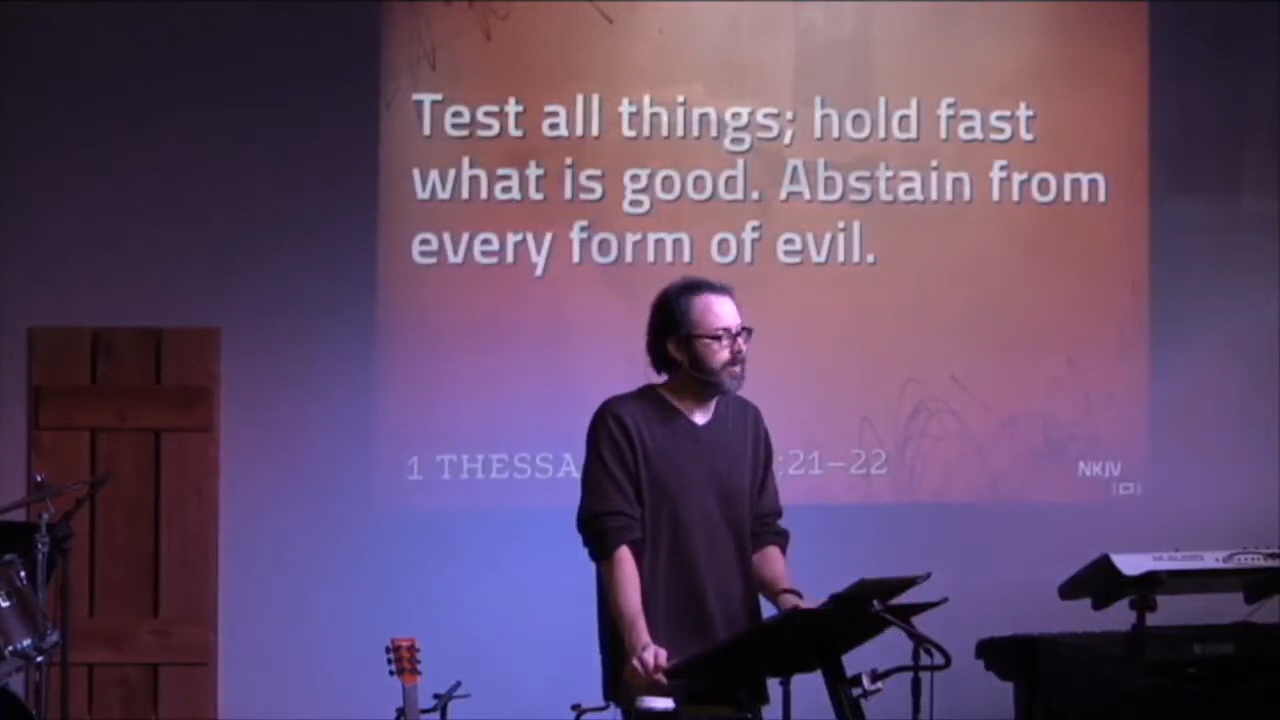 Test all things; hold fast
what is good. Abstain from
every form of evil.
1 THESSA :21–22
NKJV